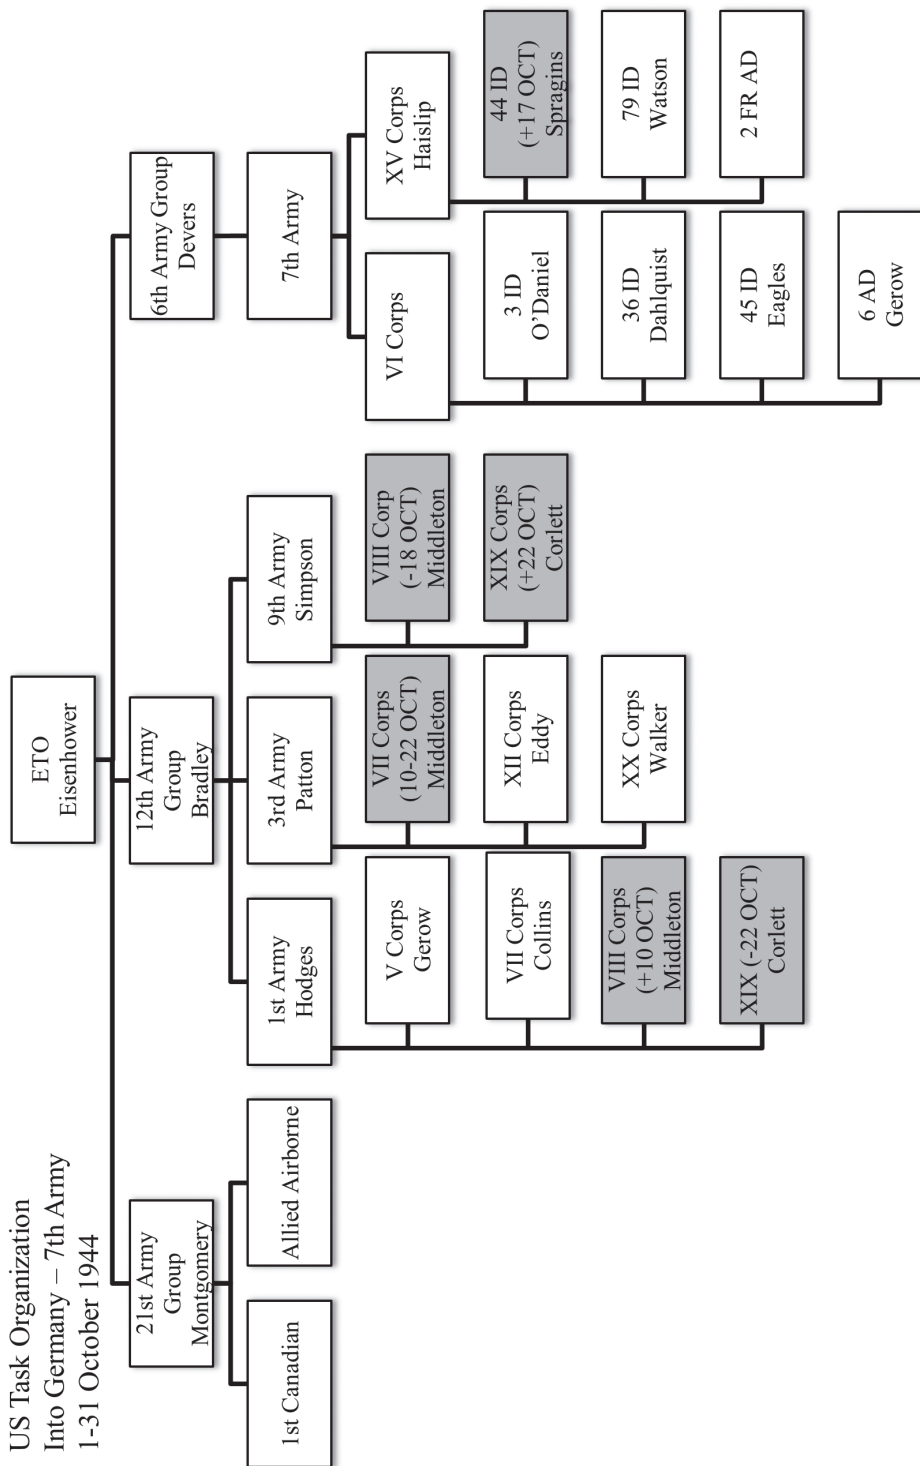 US Task Organization
Into Germany – 7th Army
1-31 October 1944
ETO
Eisenhower
21st Army
Group
Montgomery
12th Army
Group
Bradley
6th Army Group
Devers
1st Canadian
Allied Airborne
1st Army
Hodges
3rd Army
Patton
9th Army
Simpson
7th Army
V Corps
Gerow
VII Corps
Collins
VIII Corps
(+10 OCT)
Middleton
XIX (-22 OCT)
Corlett
VII Corps
(10-22 OCT)
Middleton
XII Corps
Eddy
XX Corps
Walker
VIII Corp
(-18 OCT)
Middleton
XIX Corps
(+22 OCT)
Corlett
VI Corps
3 ID
O’Daniel
36 ID
Dahlquist
45 ID
Eagles
6 AD
Gerow
XV Corps
Haislip
44 ID
(+17 OCT)
Spragins
79 ID
Watson
2 FR AD